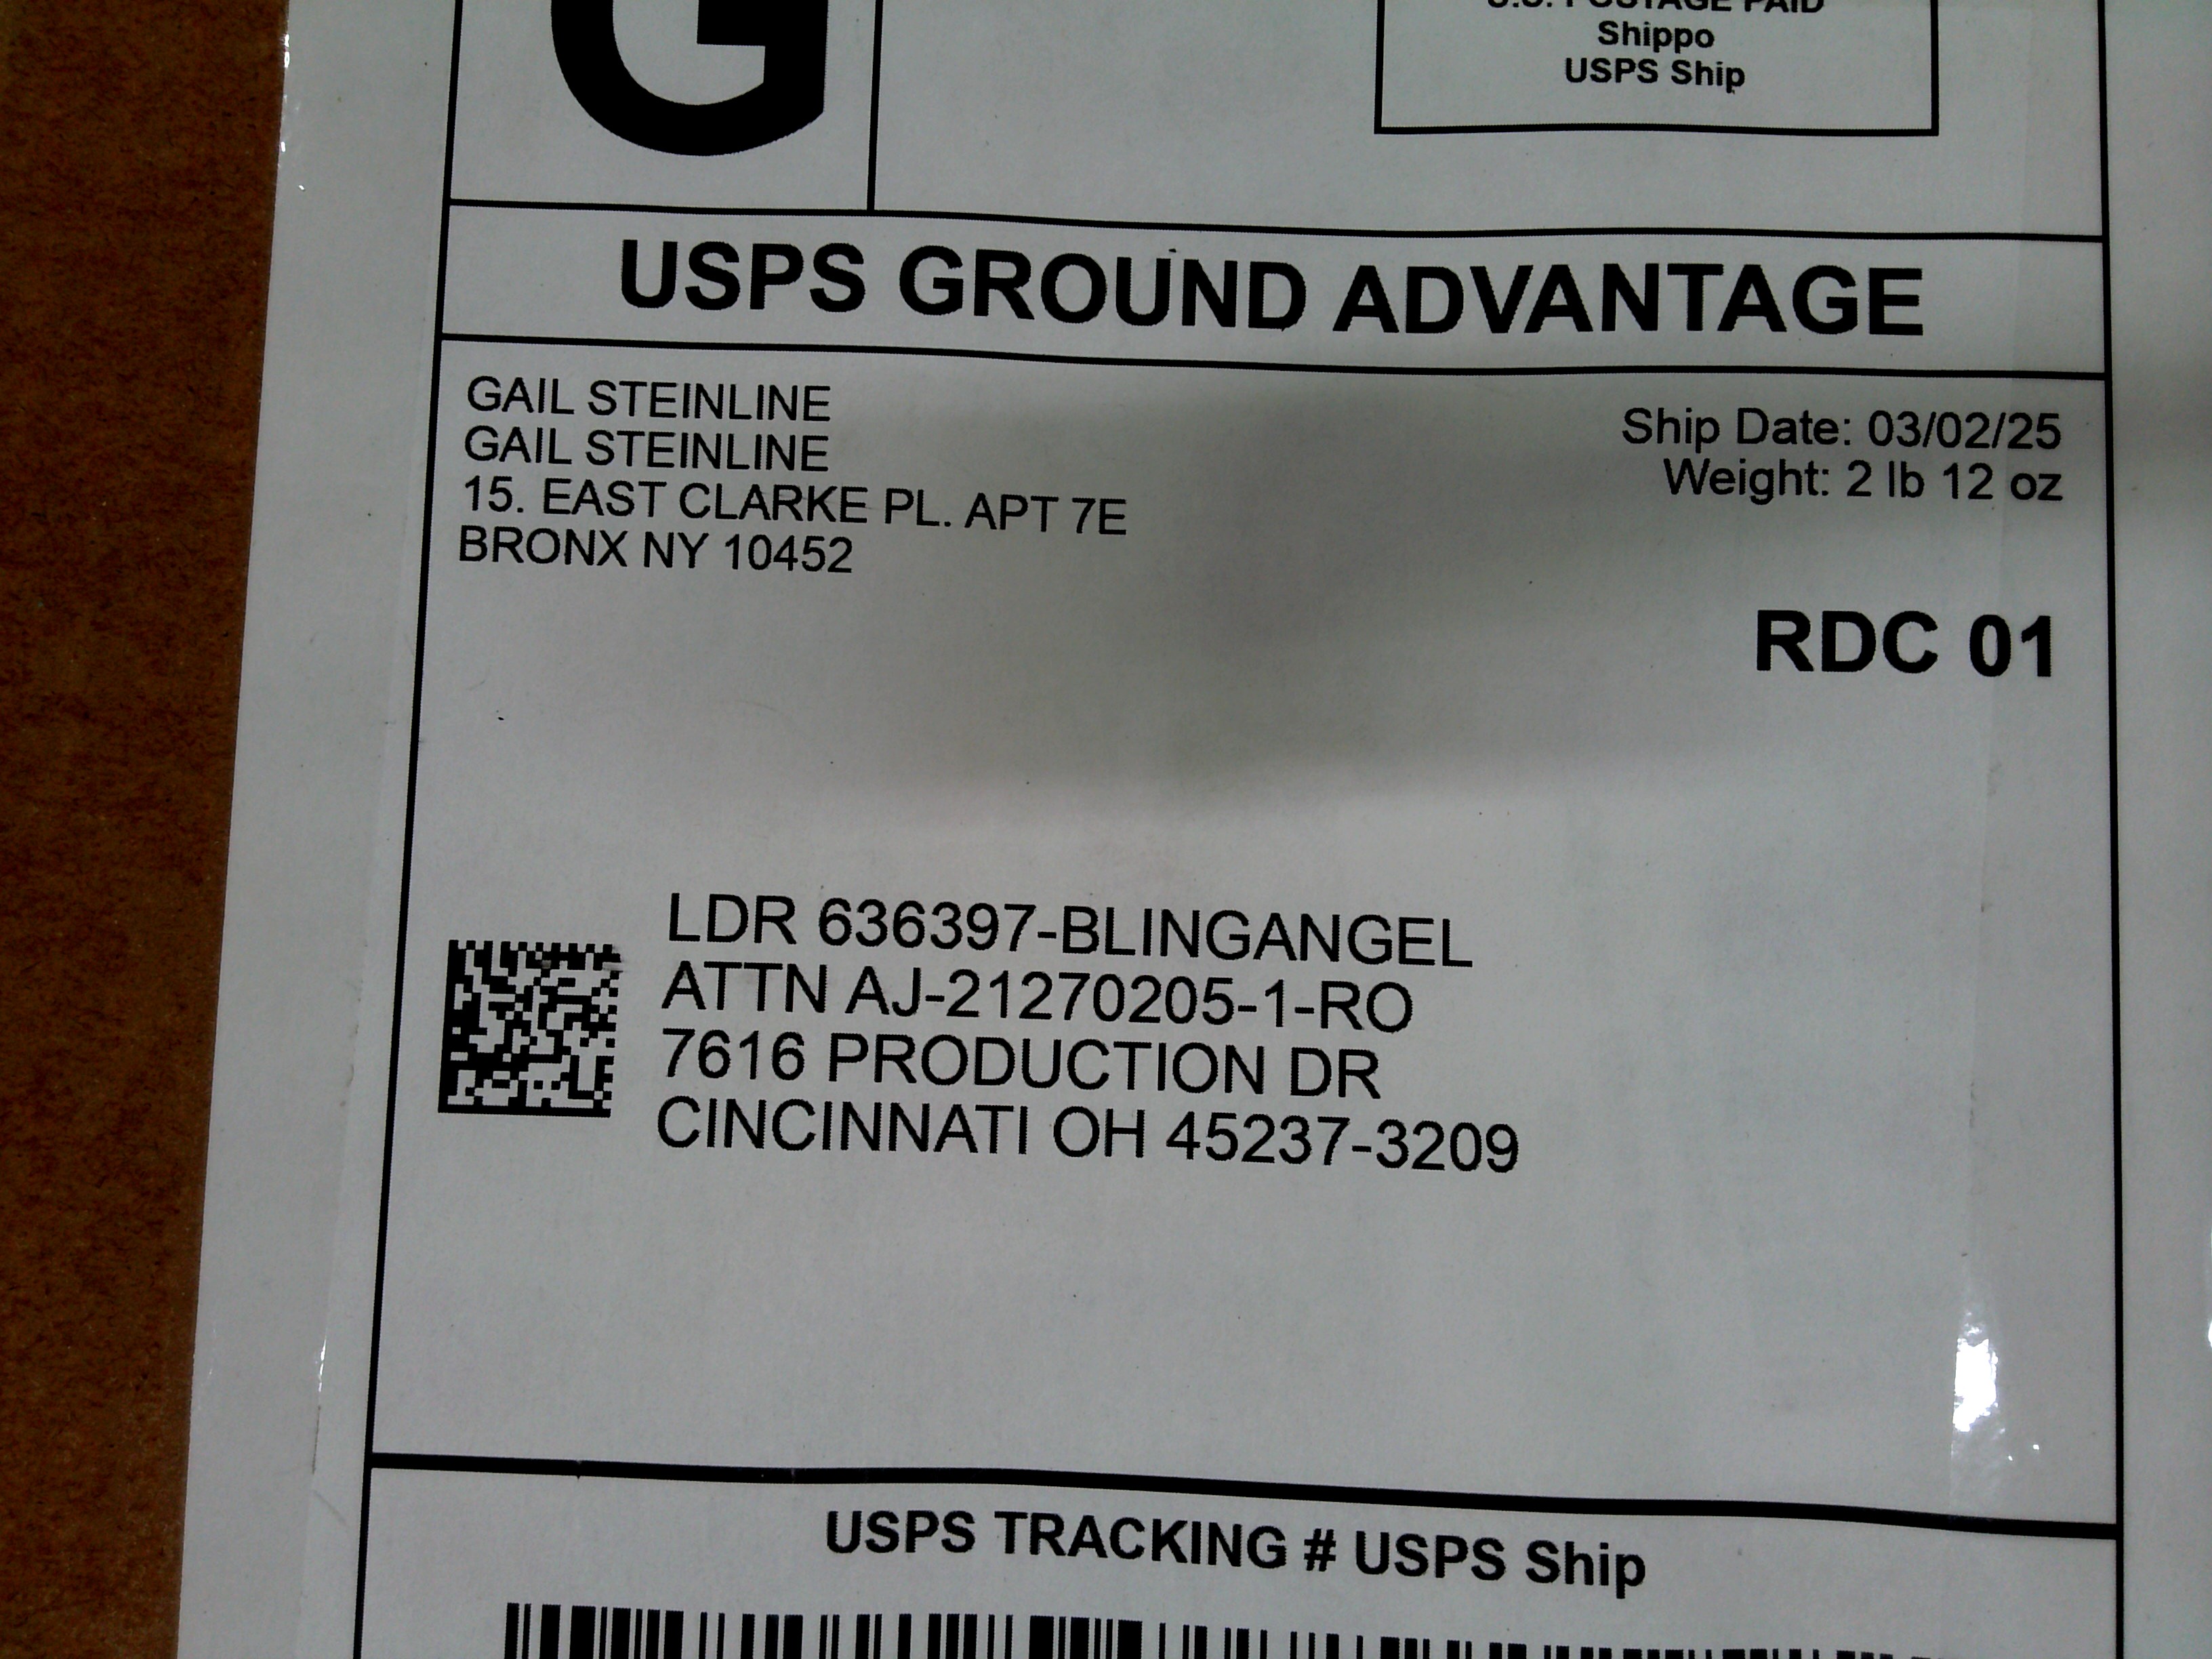 G
U.S. POSTAGE PAID
Shippo
USPS Ship
USPS GROUND ADVANTAGE
GAIL STEINLINE
GAIL STEINLINE
15. EAST CLARKE PL. APT 7E
BRONX NY 10452
Ship Date: 03/02/25
Weight: 2 lb 12 oz
RDC 01
LDR 636397-BLINGANGEL
ATTN AJ-21270205-1-RO
7616 PRODUCTION DR
CINCINNATI OH 45237-3209
USPS TRACKING # USPS Ship